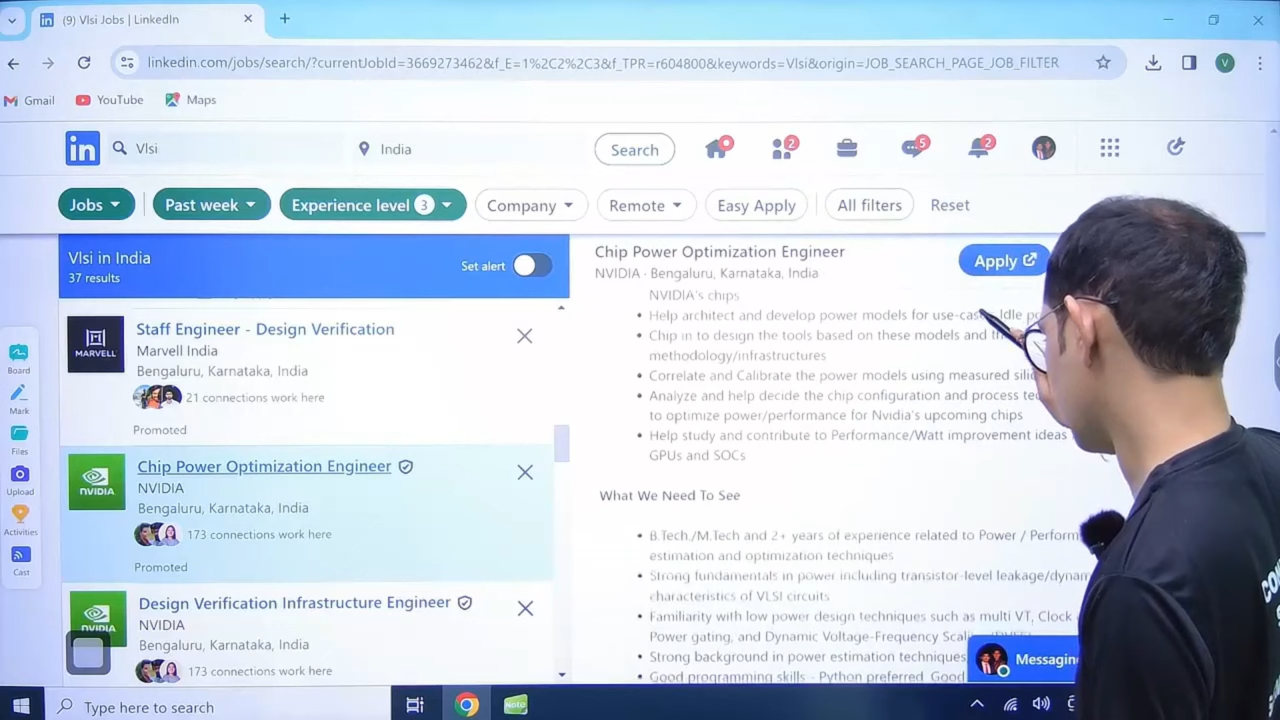 (9) Vlsi Jobs | LinkedIn
linkedin.com/jobs/search/?currentJobId=3669273462&f_E=1%2C2%2C3&f_TPR=r604800&keywords=Vlsi&origin=JOB_SEARCH_PAGE_JOB_FILTER
V
Gmail YouTube Maps
in Vlsi India Search 2 5 2
Jobs Past week Experience level 3 Company Remote Easy Apply All filters Reset
Vlsi in India
37 results
Set alert
Staff Engineer - Design Verification
MARVELL
Marvell India
Bengaluru, Karnataka, India
21 connections work here
Promoted
Chip Power Optimization Engineer
NVIDIA
NVIDIA
Bengaluru, Karnataka, India
173 connections work here
Promoted
Design Verification Infrastructure Engineer
NVIDIA
NVIDIA
Bengaluru, Karnataka, India
173 connections work here
Chip Power Optimization Engineer
Apply
NVIDIA · Bengaluru, Karnataka, India
NVIDIA's chips
• Help architect and develop power models for use-cases, Idle
• Chip in to design the tools based on these models and
methodology/infrastructures
• Correlate and Calibrate the power models using measured
• Analyze and help decide the chip configuration and process
to optimize power/performance for Nvidia's upcoming chips
• Help study and contribute to Performance/Watt improvement ideas
GPUs and SOCs
What We Need To See
• B.Tech./M.Tech and 2+ years of experience related to Power / Perform
estimation and optimization techniques
• Strong fundamentals in power including transistor-level leakage/dynam
characteristics of VLSI circuits
• Familiarity with low power design techniques such as multi VT, Clock
Power gating, and Dynamic Voltage-Frequency
• Strong background in power estimation techniques
• Good programming skills - Python preferred. Good
Messaging
Board
Mark
Files
Upload
Activities
Cast
Type here to search
Note